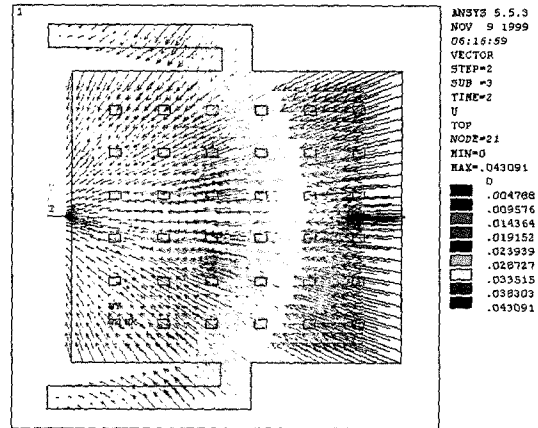 1
ANSYS 5.5.3
NOV 9 1999
06:16:59
VECTOR
STEP=2
SUB =3
TIME=2
U
TOP
NODE=21
MIN=0
MAX=.043091
0
.004788
.009576
.014364
.019152
.023939
.028727
.033515
.038303
.043091